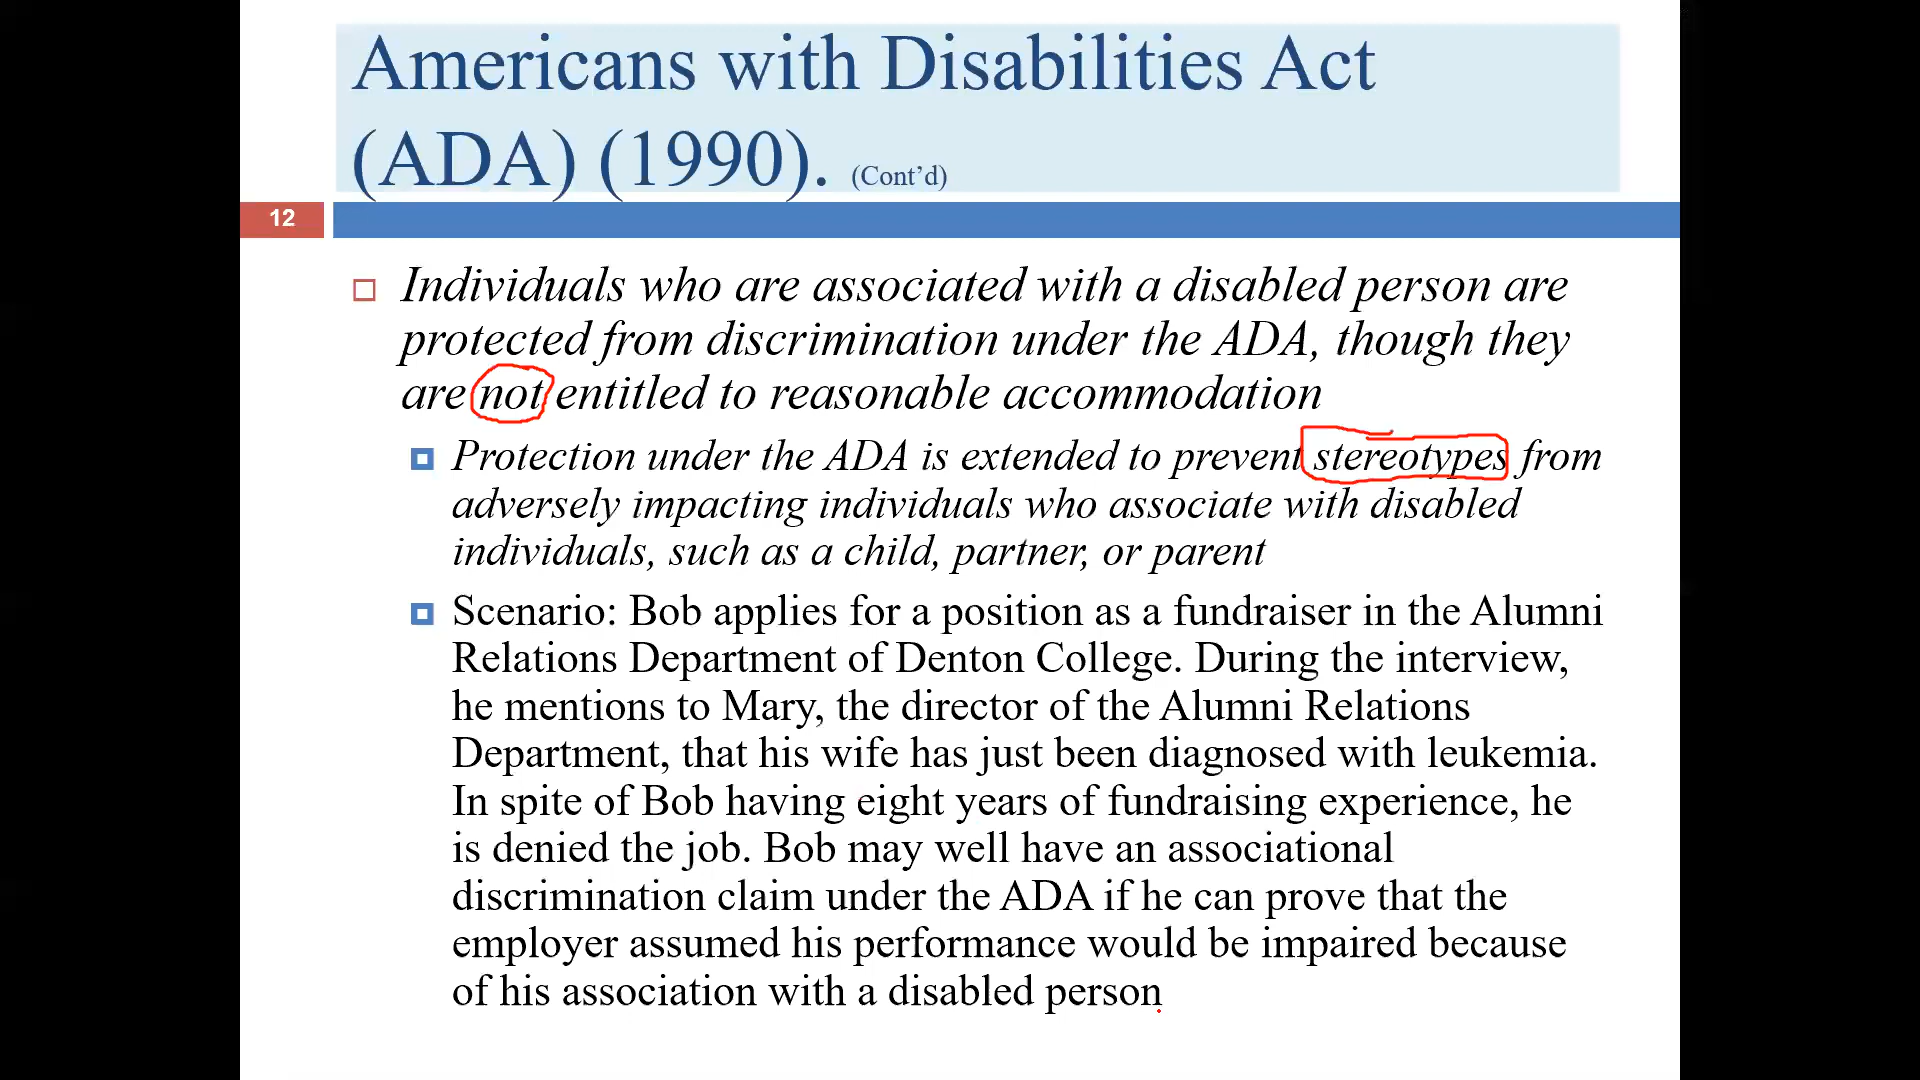 Americans with Disabilities Act
(ADA) (1990). (Cont’d)
12
Individuals who are associated with a disabled person are
protected from discrimination under the ADA, though they
are not entitled to reasonable accommodation
Protection under the ADA is extended to prevent stereotypes from
adversely impacting individuals who associate with disabled
individuals, such as a child, partner, or parent
Scenario: Bob applies for a position as a fundraiser in the Alumni
Relations Department of Denton College. During the interview,
he mentions to Mary, the director of the Alumni Relations
Department, that his wife has just been diagnosed with leukemia.
In spite of Bob having eight years of fundraising experience, he
is denied the job. Bob may well have an associational
discrimination claim under the ADA if he can prove that the
employer assumed his performance would be impaired because
of his association with a disabled person